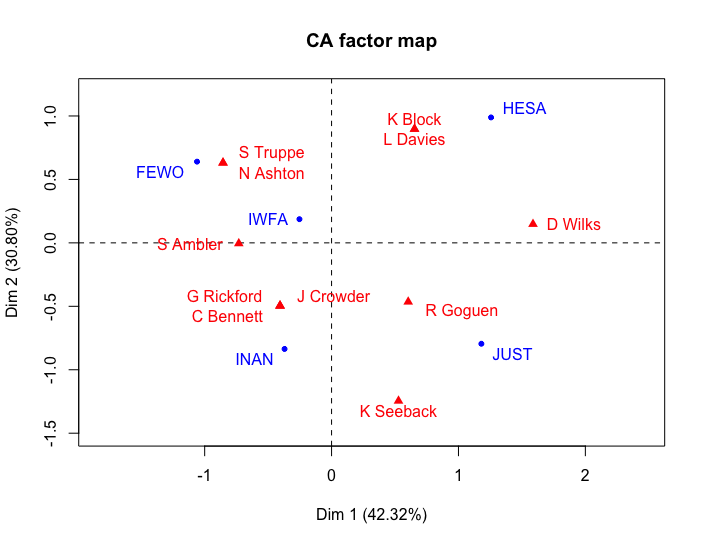 CA factor map
HESA
K Block
L Davies
S Truppe
FEWO
N Ashton
IWFA
D Wilks
S Ambler
G Rickford
J Crowder
C Bennett
R Goguen
INAN
JUST
K Seeback
1.0
0.5
0.0
-0.5
-1.0
-1.5
Dim 2 (30.80%)
-1
0
1
2
Dim 1 (42.32%)